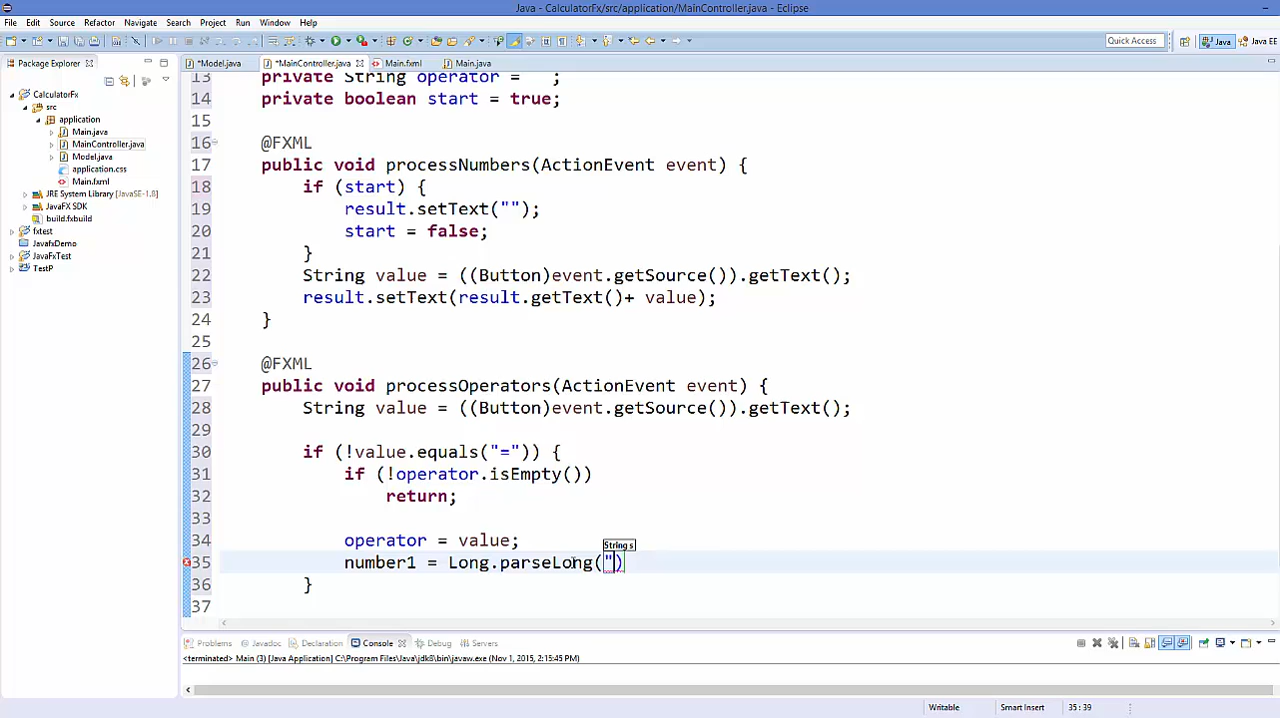 Java - CalculatorFx/src/application/MainController.java - Eclipse
File Edit Source Refactor Navigate Search Project Run Window Help
Quick Access Java Java EE
Package Explorer
*Model.java *MainController.java Main.fxml Main.java
CalculatorFx
src
application
Main.java
MainController.java
Model.java
application.css
Main.fxml
JRE System Library [JavaSE-1.8]
JavaFX SDK
build.fxbuild
fxtest
JavafxDemo
JavaFxTest
TestP
13 private String operator = ;
14 private boolean start = true;
15
16 @FXML
17 public void processNumbers(ActionEvent event) {
18 if (start) {
19 result.setText("");
20 start = false;
21 }
22 String value = ((Button)event.getSource()).getText();
23 result.setText(result.getText()+ value);
24 }
25
26 @FXML
27 public void processOperators(ActionEvent event) {
28 String value = ((Button)event.getSource()).getText();
29
30 if (!value.equals("=")) {
31 if (!operator.isEmpty())
32 return;
33
34 operator = value;
String s
35 number1 = Long.parseLong(")
36 }
37
Problems Javadoc Declaration Console Debug Servers
<terminated> Main (3) [Java Application] C:\Program Files\Java\jdk8\bin\javaw.exe (Nov 1, 2015, 2:15:45 PM)
Writable Smart Insert 35 : 39